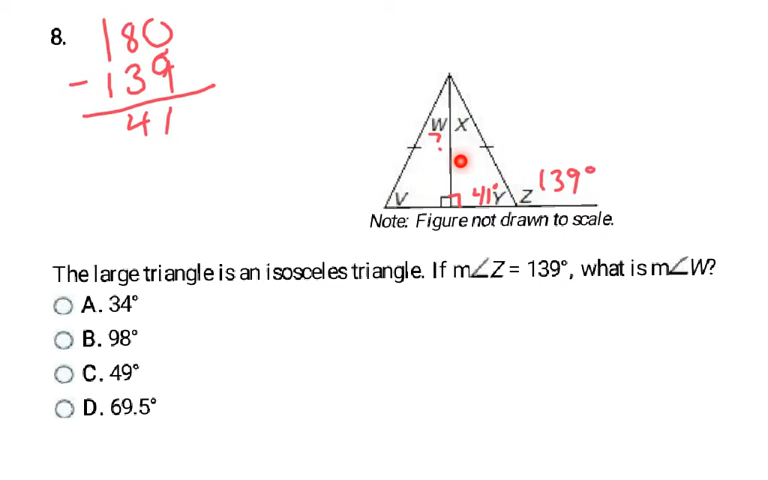 8.
180
- 139
41
W X
?
139°
V 41° Y Z
Note: Figure not drawn to scale.
The large triangle is an isosceles triangle. If m∠Z = 139°, what is m∠W?
A. 34°
B. 98°
C. 49°
D. 69.5°